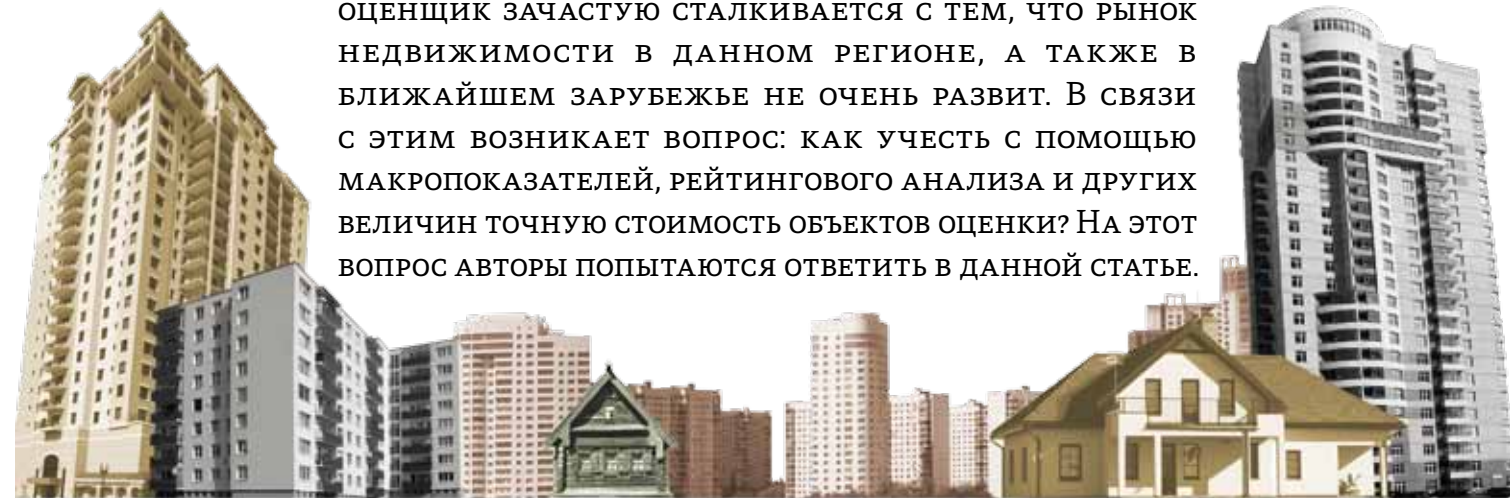 ОЦЕНЩИК ЗАЧАСТУЮ СТАЛКИВАЕТСЯ С ТЕМ, ЧТО РЫНОК
НЕДВИЖИМОСТИ В ДАННОМ РЕГИОНЕ, А ТАКЖЕ В
БЛИЖАЙШЕМ ЗАРУБЕЖЬЕ НЕ ОЧЕНЬ РАЗВИТ. В СВЯЗИ
С ЭТИМ ВОЗНИКАЕТ ВОПРОС: КАК УЧЕСТЬ С ПОМОЩЬЮ
МАКРОПОКАЗАТЕЛЕЙ, РЕЙТИНГОВОГО АНАЛИЗА И ДРУГИХ
ВЕЛИЧИН ТОЧНУЮ СТОИМОСТЬ ОБЪЕКТОВ ОЦЕНКИ? НА ЭТОТ
ВОПРОС АВТОРЫ ПОПЫТАЮТСЯ ОТВЕТИТЬ В ДАННОЙ СТАТЬЕ.